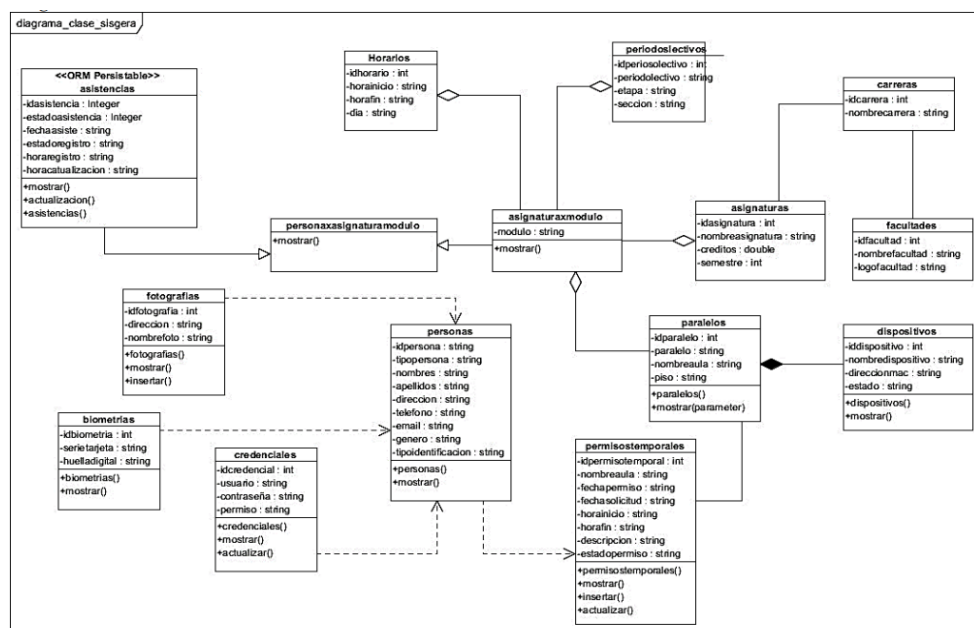 diagrama_clase_sisgera
<<ORM Persistable>>
asistencias
-idasistencia : Integer
-estadoasistencia : Integer
-fechaasiste : string
-estadoregistro : string
-horaregistro : string
-horacatualizacion : string
+mostrar()
+actualizacion()
+asistencias()
Horarios
-idhorario : int
-horainicio : string
-horafin : string
-dia : string
periodoslectivos
-idperiosolectivo : int
-periodolectivo : string
-etapa : string
-seccion : string
carreras
-idcarrera : int
-nombrecarrera : string
personaxasignaturamodulo
+mostrar()
asignaturaxmodulo
-modulo : string
+mostrar()
asignaturas
-idasignatura : int
-nombreasignatura : string
-creditos : double
-semestre : int
facultades
-idfacultad : int
-nombrefacultad : string
-logofacultad : string
fotografias
-idfotografia : int
-direccion : string
-nombrefoto : string
+fotografias()
+mostrar()
+insertar()
personas
-idpersona : string
-tipopersona : string
-nombres : string
-apellidos : string
-direccion : string
-telefono : string
-email : string
-genero : string
-tipoidentificacion : string
+personas()
+mostrar()
paralelos
-idparalelo : int
-paralelo : string
-nombreaula : string
-piso : string
+paralelos()
+mostrar(parameter)
dispositivos
-iddispositivo : int
-nombredispositivo : string
-direccionmac : string
-estado : string
+dispositivos()
+mostrar()
biometrias
-idbiometria : int
-serietarjeta : string
-huelladigital : string
+biometrias()
+mostrar()
credenciales
-idcredencial : int
-usuario : string
-contraseña : string
-permiso : string
+credenciales()
+mostrar()
+actualizar()
permisostemporales
-idpermisotemporal : int
-nombreaula : string
-fechapermiso : string
-fechasolicitud : string
-horainicio : string
-horafin : string
-descripcion : string
-estadopermiso : string
+permisostemporales()
+mostrar()
+insertar()
+actualizar()